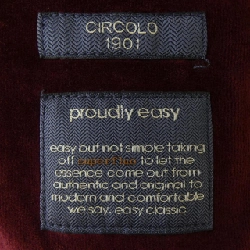 CIRCOLO
1901
proudly easy
easy but not simple taking
off superfluo to let the
essence come out from
authentic and original to
modern and comfortable
we say, easy classic